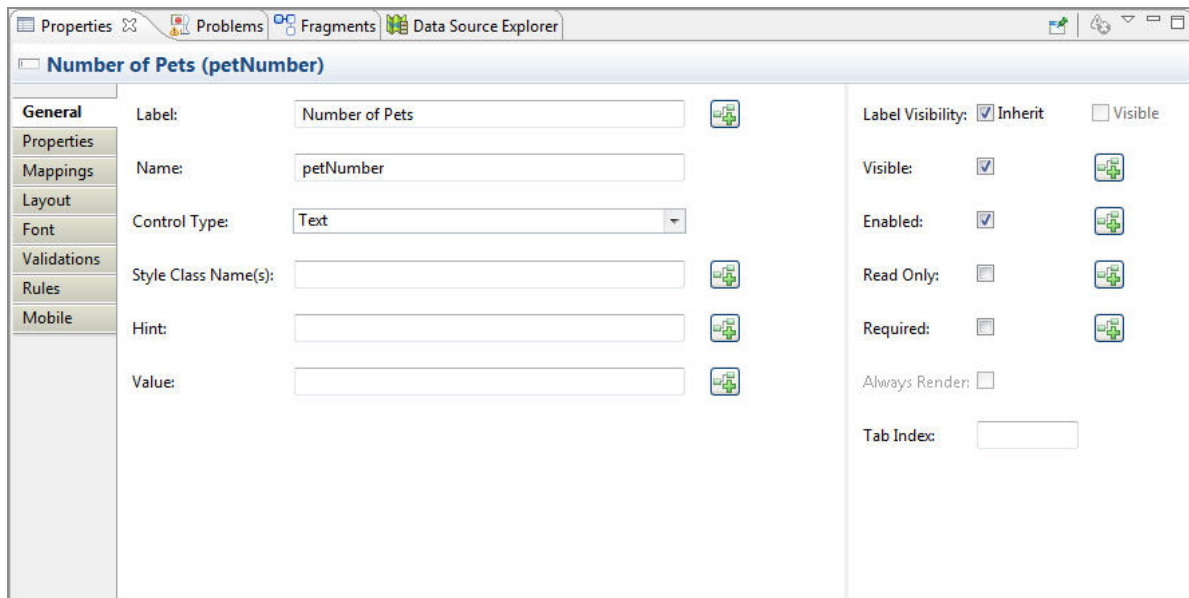 Properties Problems Fragments Data Source Explorer
Number of Pets (petNumber)
General
Properties
Mappings
Layout
Font
Validations
Rules
Mobile
Label: Number of Pets
Name: petNumber
Control Type: Text
Style Class Name(s):
Hint:
Value:
Label Visibility: Inherit Visible
Visible:
Enabled:
Read Only:
Required:
Always Render:
Tab Index: